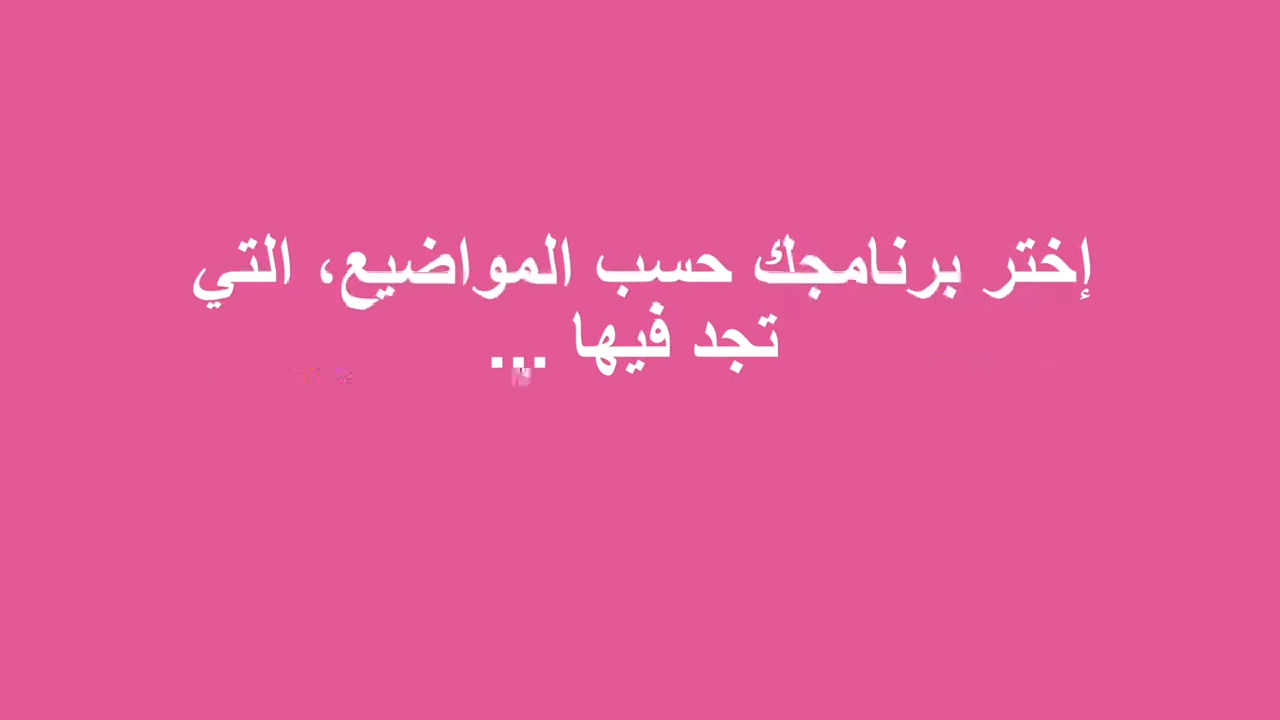 إختر برنامجك حسب المواضيع، التي
تجد فيها ...